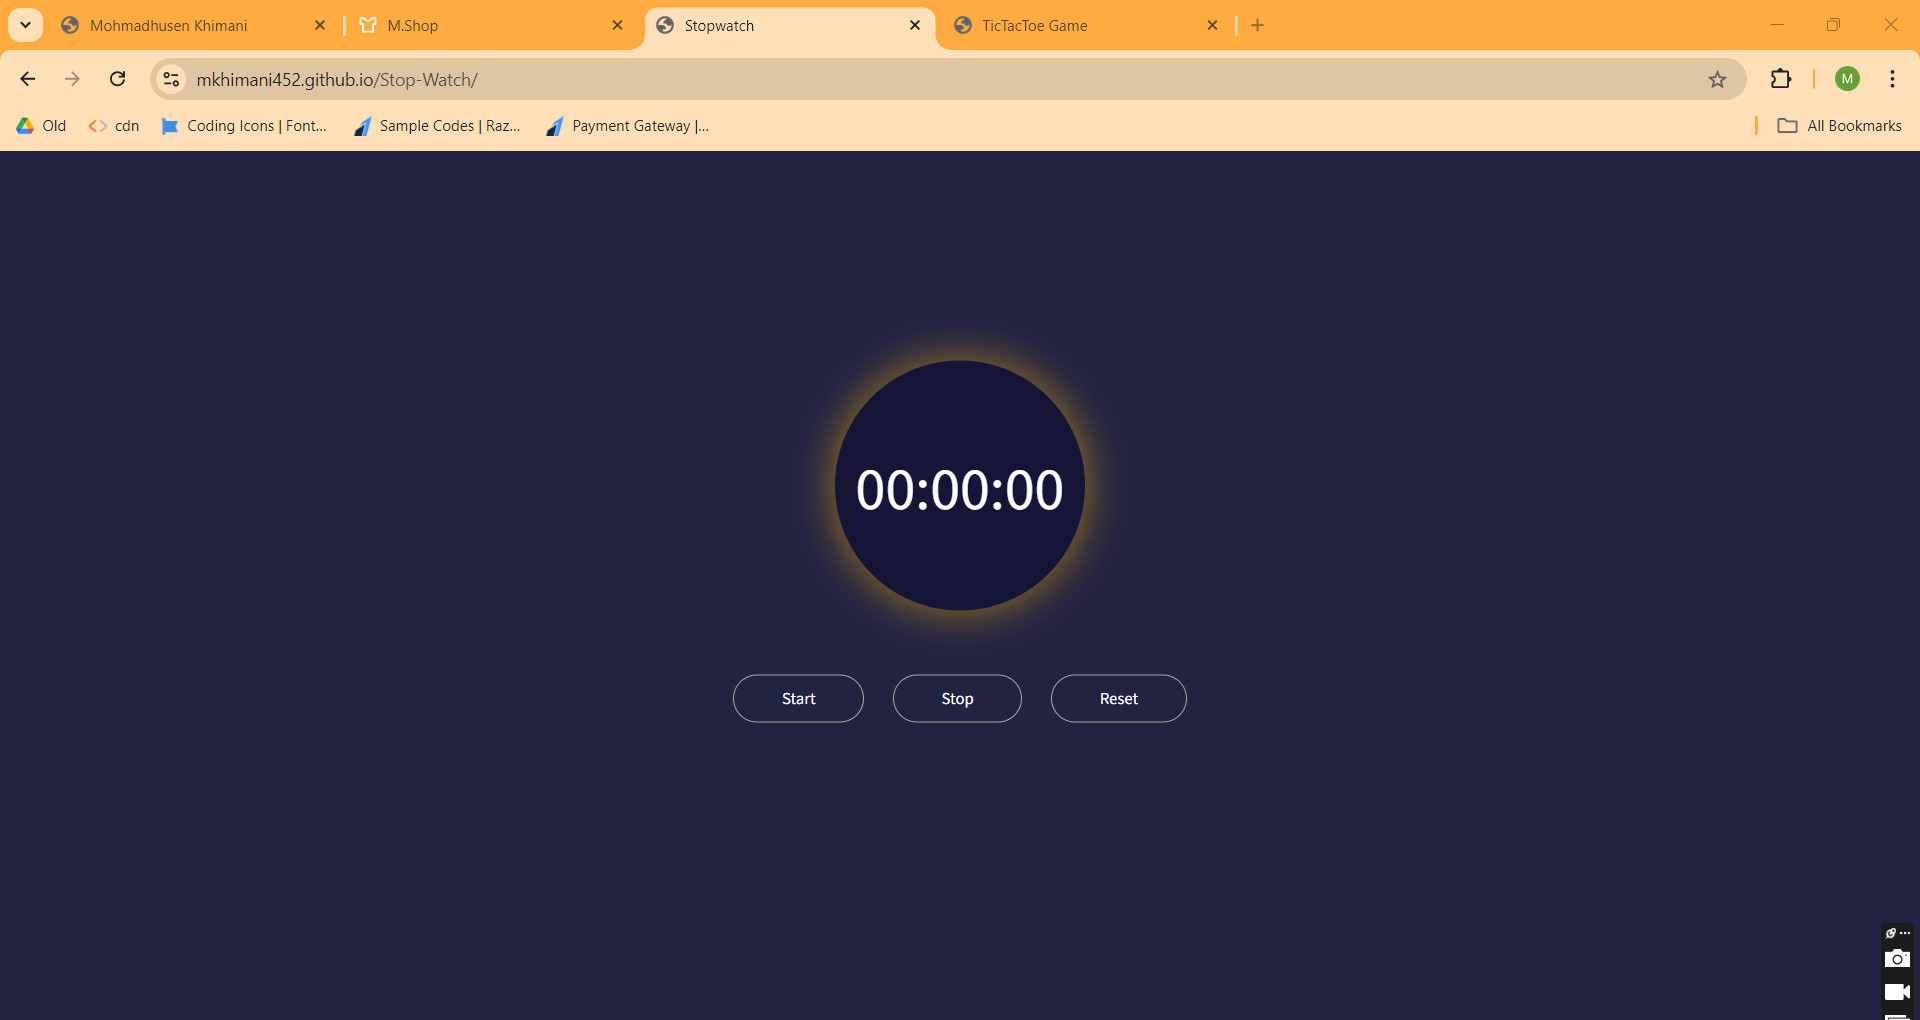 Mohmadhusen Khimani M.Shop Stopwatch TicTacToe Game
mkhimani452.github.io/Stop-Watch/ M
Old cdn Coding Icons | Font... Sample Codes | Raz... Payment Gateway |... All Bookmarks
00:00:00
Start Stop Reset